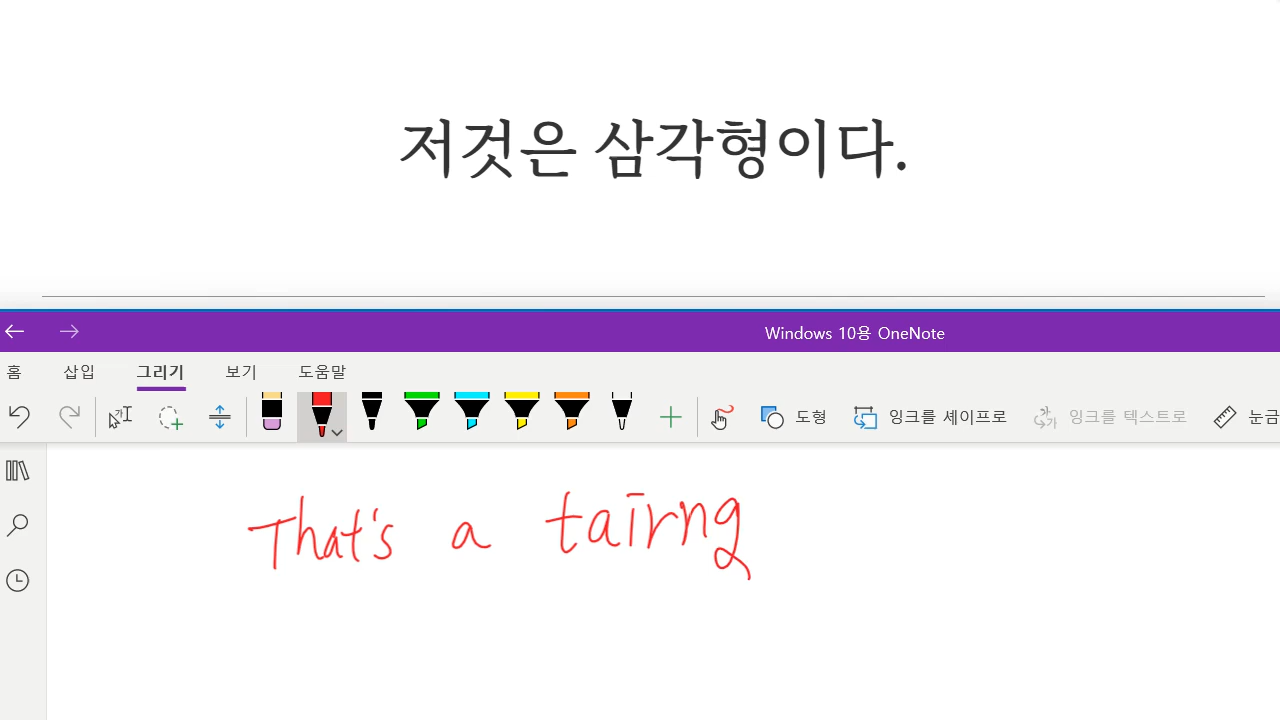 저것은 삼각형이다.
Windows 10용 OneNote
홈 삽입 그리기 보기 도움말
도형 잉크를 셰이프로 잉크를 텍스트로 눈금
That's a tairng